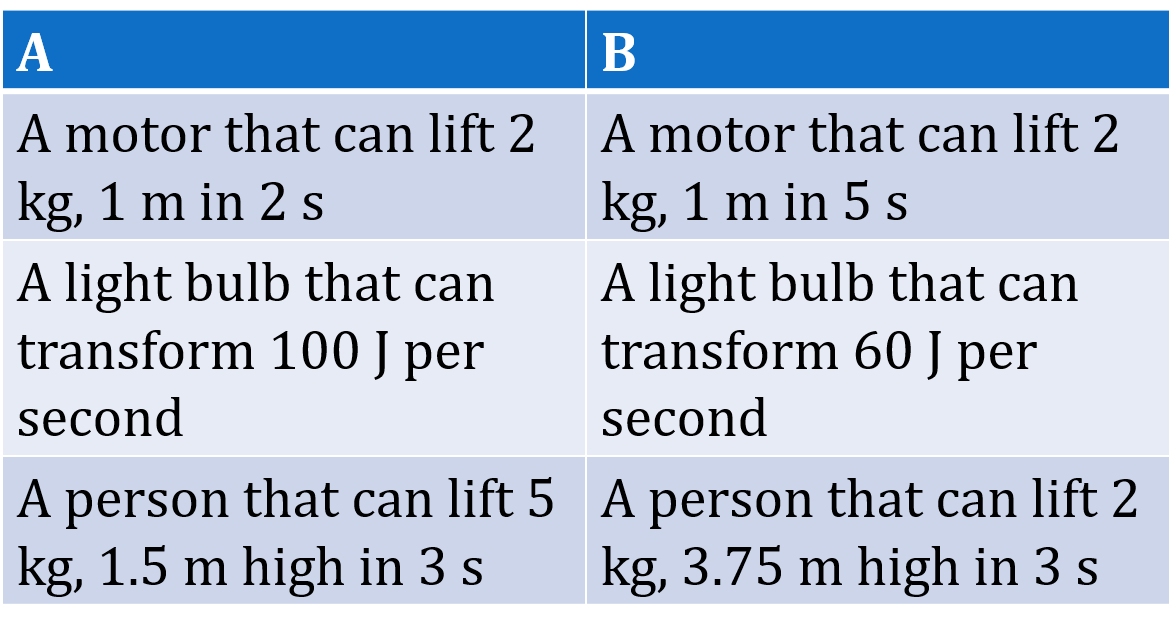 A
B
A motor that can lift 2
kg, 1 m in 2 s
A motor that can lift 2
kg, 1 m in 5 s
A light bulb that can
transform 100 J per
second
A light bulb that can
transform 60 J per
second
A person that can lift 5
kg, 1.5 m high in 3 s
A person that can lift 2
kg, 3.75 m high in 3 s